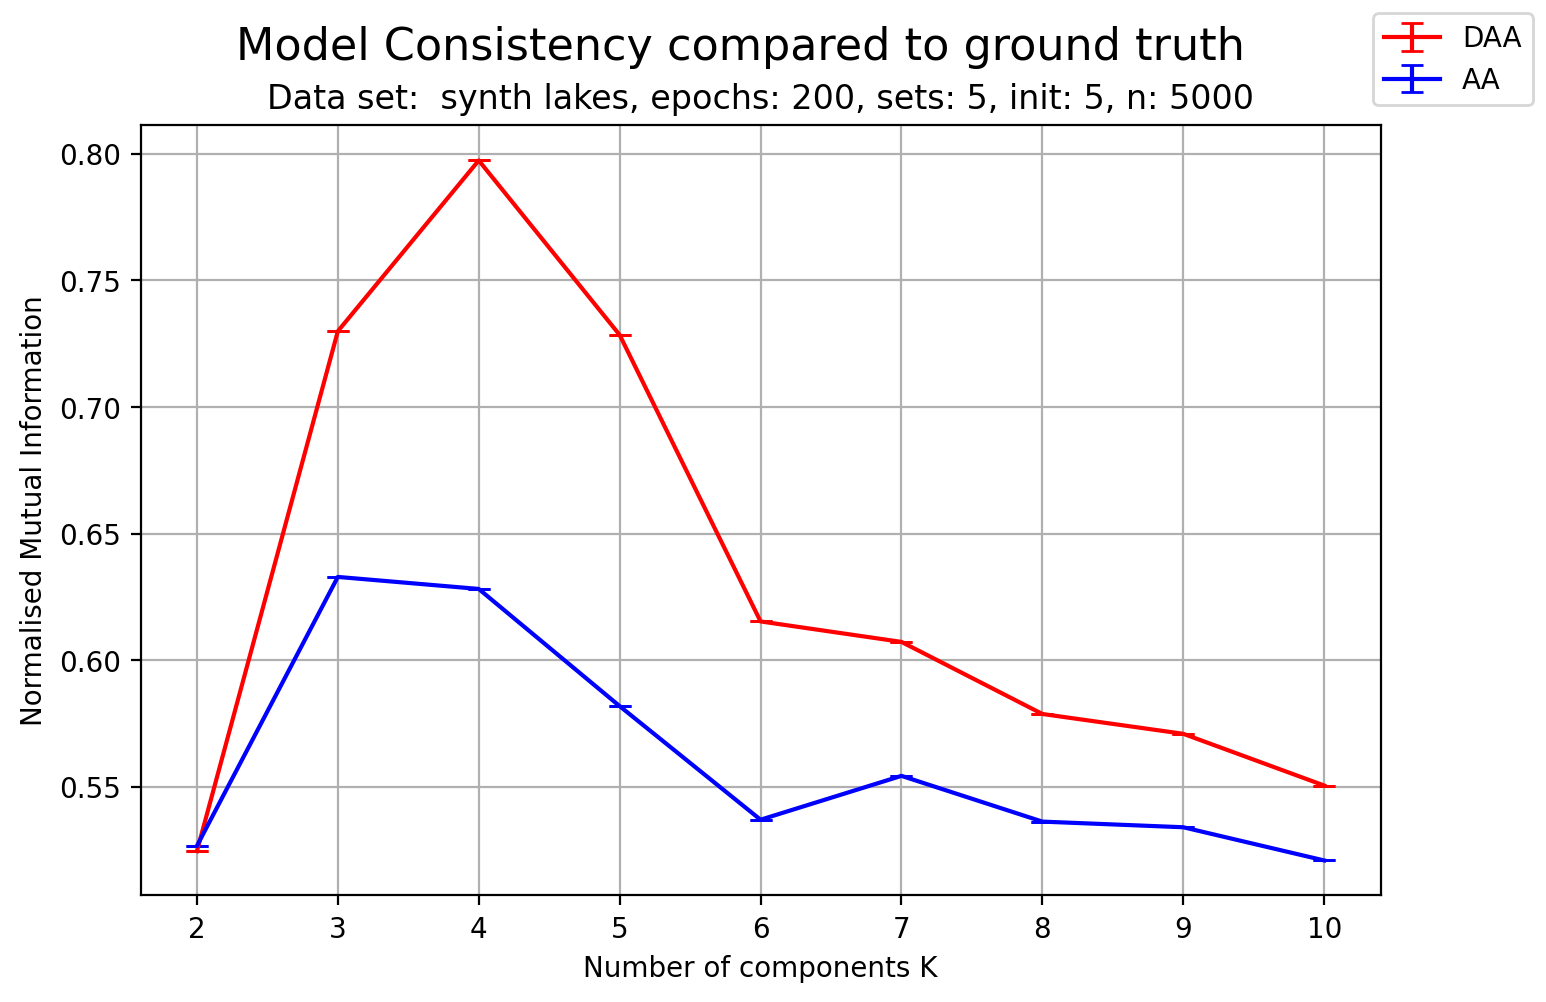 Model Consistency compared to ground truth
Data set:  synth lakes, epochs: 200, sets: 5, init: 5, n: 5000
DAA
AA
Normalised Mutual Information
0.80
0.75
0.70
0.65
0.60
0.55
2 3 4 5 6 7 8 9 10
Number of components K